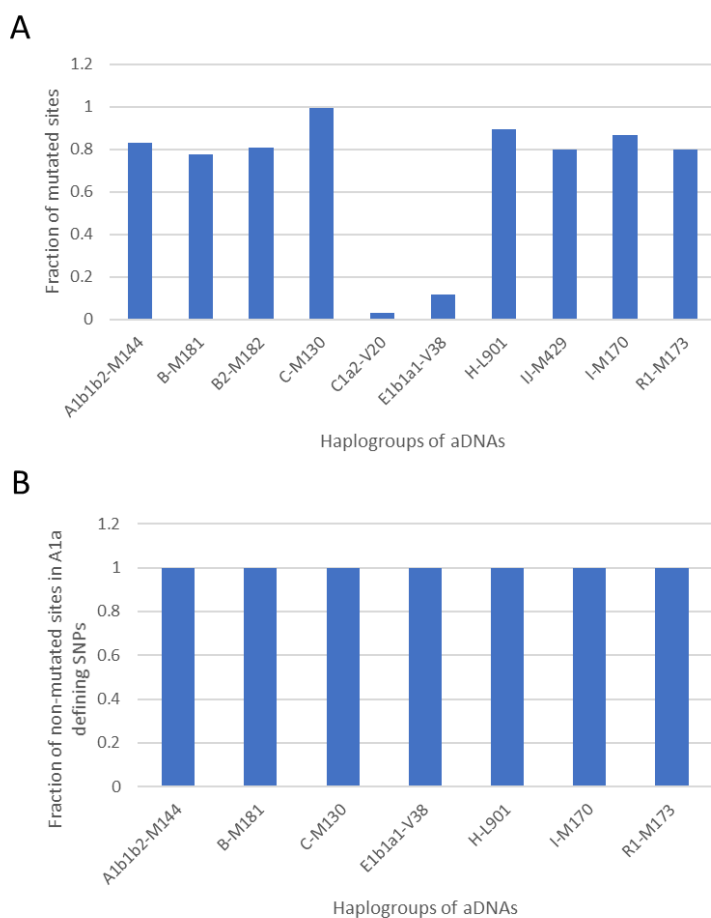 A
Fraction of mutated sites
1.2
1
0.8
0.6
0.4
0.2
0
A1b1b2-M144
B-M181
B2-M182
C-M130
C1a2-V20
E1b1a1-V38
H-L901
IJ-M429
I-M170
R1-M173
Haplogroups of aDNAs
B
Fraction of non-mutated sites in A1a
defining SNPs
1.2
1
0.8
0.6
0.4
0.2
0
A1b1b2-M144
B-M181
C-M130
E1b1a1-V38
H-L901
I-M170
R1-M173
Haplogroups of aDNAs